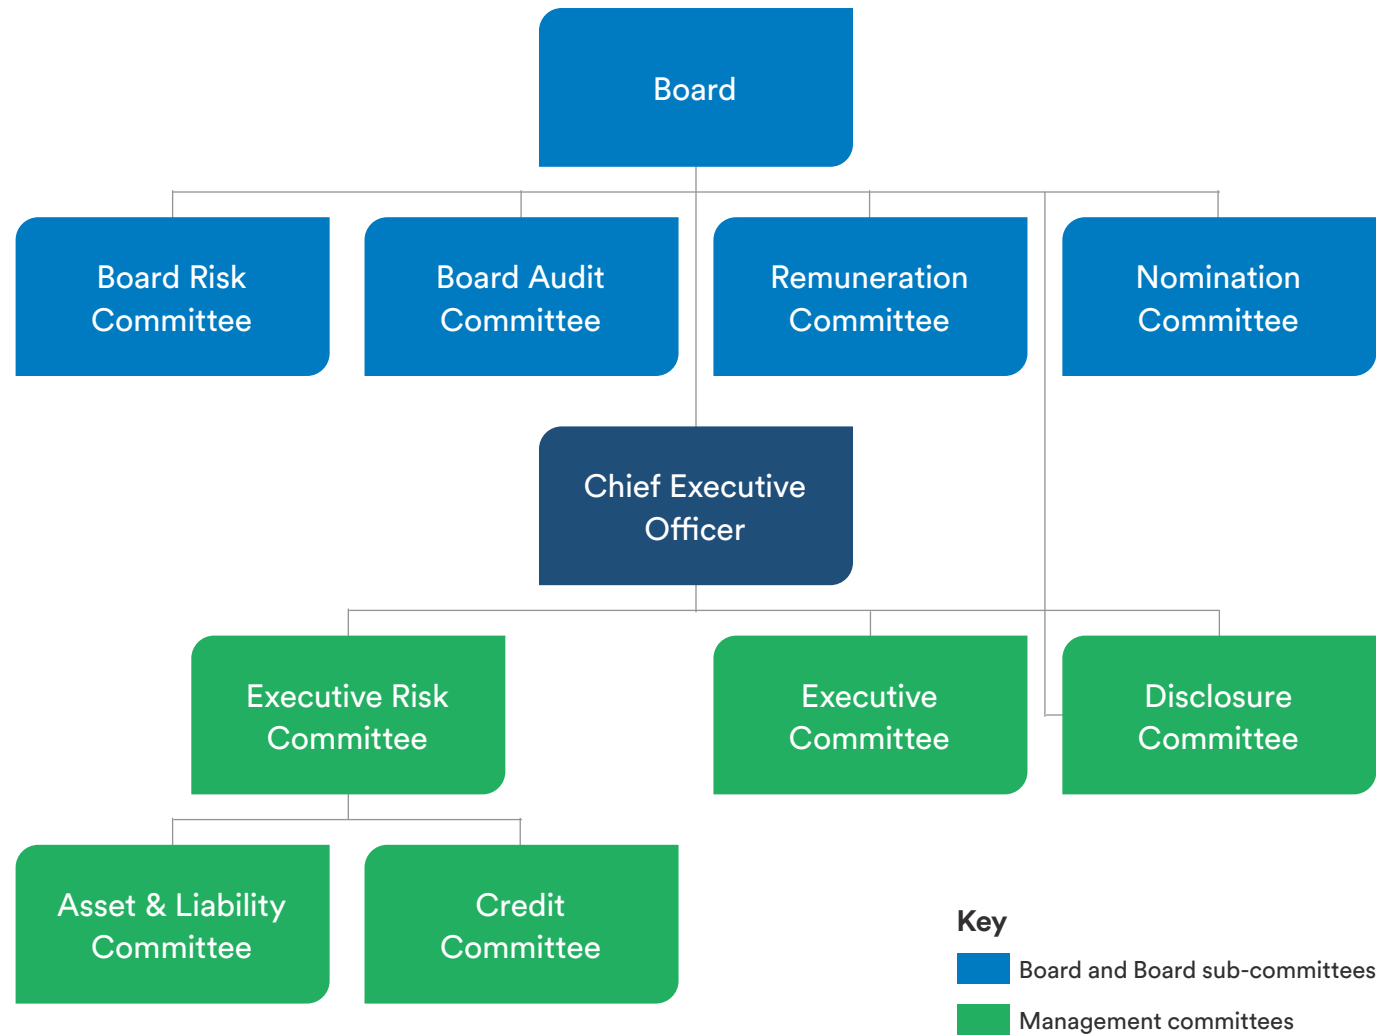 Board
Board Risk
Committee
Board Audit
Committee
Remuneration
Committee
Nomination
Committee
Chief Executive
Officer
Executive Risk
Committee
Executive
Committee
Disclosure
Committee
Asset & Liability
Committee
Credit
Committee
Key
Board and Board sub-committees
Management committees